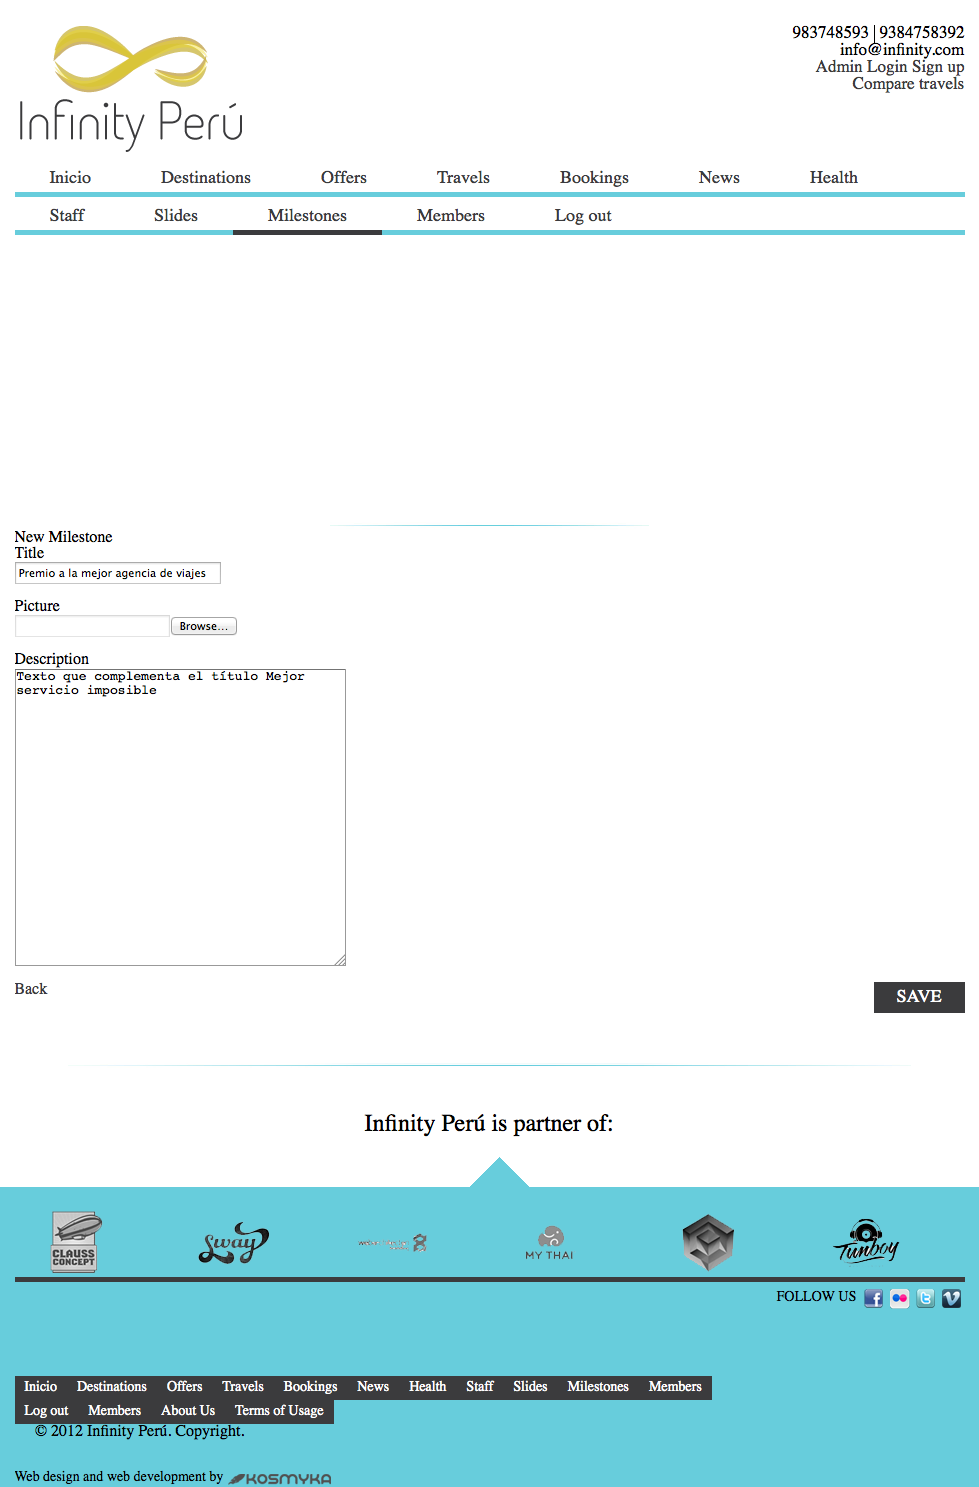 Infinity Perú
983748593 | 9384758392
info@infinity.com
Admin Login Sign up
Compare travels
Inicio Destinations Offers Travels Bookings News Health
Staff Slides Milestones Members Log out
New Milestone
Title
Premio a la mejor agencia de viajes
Picture
Browse...
Description
Texto que complementa el título Mejor
servicio imposible
Back
SAVE
Infinity Perú is partner of:
CLAUSS
CONCEPT
Sway
MY THAI
Tunboy
FOLLOW US
Inicio Destinations Offers Travels Bookings News Health Staff Slides Milestones Members
Log out Members About Us Terms of Usage
© 2012 Infinity Perú. Copyright.
Web design and web development by KOSMYKA